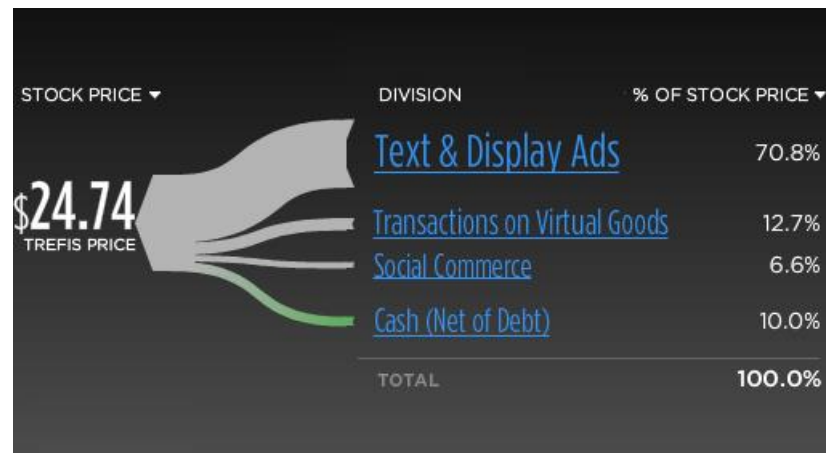 STOCK PRICE ▾ DIVISION % OF STOCK PRICE ▾
Text & Display Ads 70.8%
$24.74
TREFIS PRICE
Transactions on Virtual Goods 12.7%
Social Commerce 6.6%
Cash (Net of Debt) 10.0%
TOTAL 100.0%